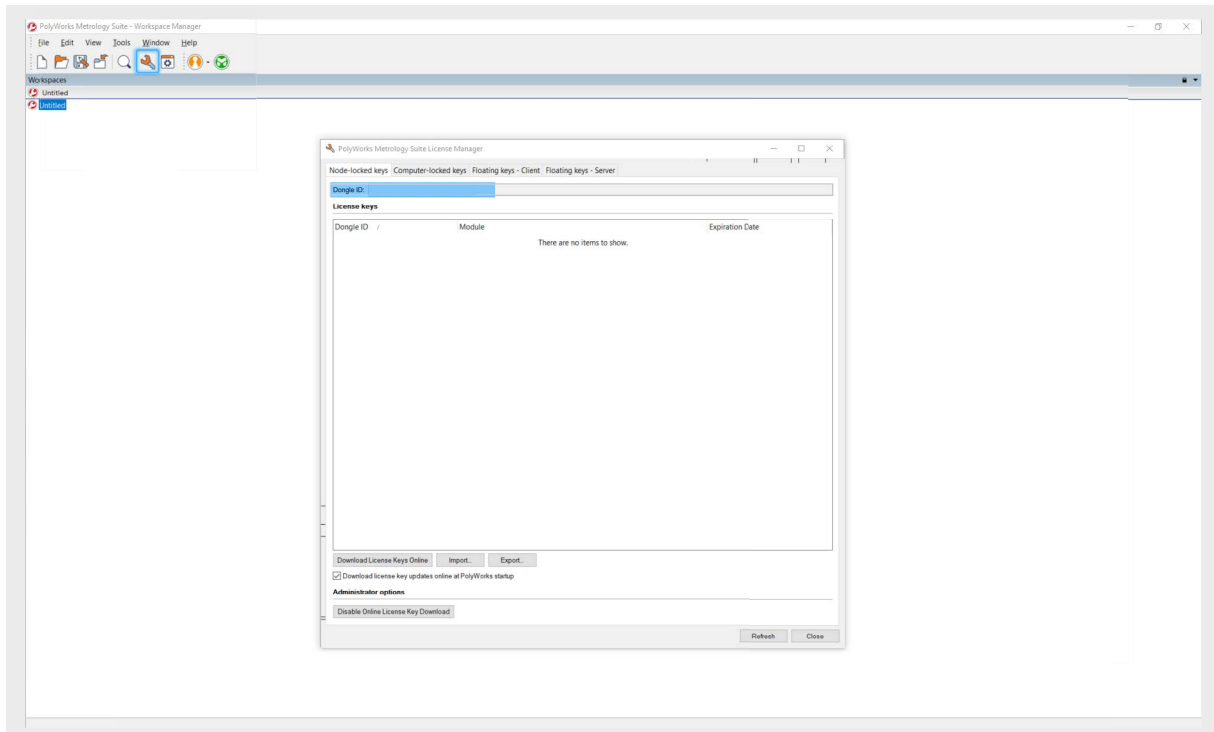 PolyWorks Metrology Suite - Workspace Manager
File Edit View Tools Window Help
Workspaces
Untitled
Untitled
PolyWorks Metrology Suite License Manager
Node-locked keys Computer-locked keys Floating keys - Client Floating keys - Server
Dongle ID:
License keys
Dongle ID / Module Expiration Date
There are no items to show.
Download License Keys Online Import... Export...
Download license key updates online at PolyWorks startup
Administrator options
Disable Online License Key Download
Refresh Close